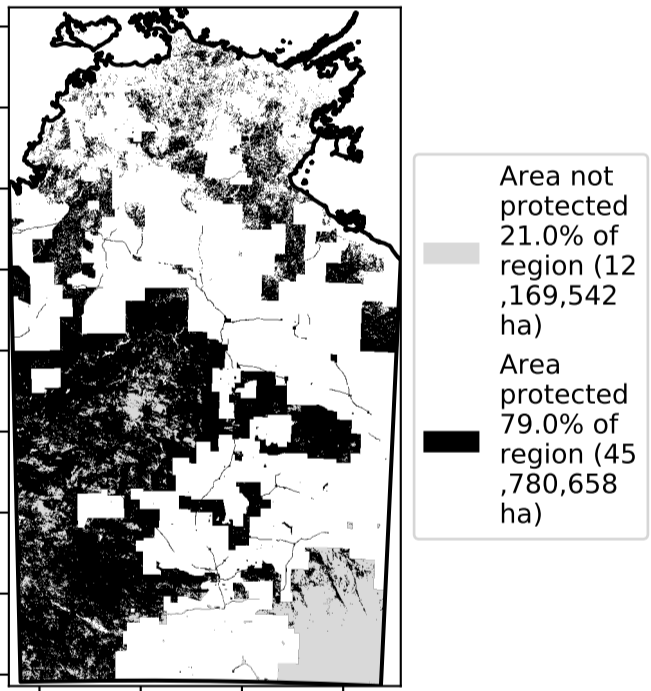 Area not
protected
21.0% of
region (12
,169,542
ha)
Area
protected
79.0% of
region (45
,780,658
ha)